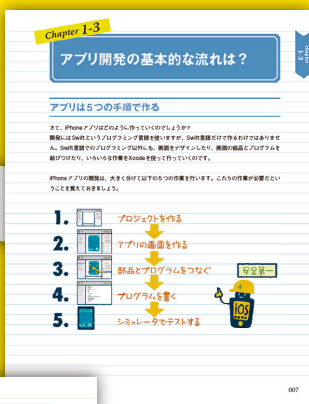 Chapter 1-3
アプリ開発の基本的な流れは？
chapter
1-3
アプリは5つの手順で作る
さて、iPhoneアプリはどのように作っていくのでしょうか？
開発にはSwiftというプログラミング言語を使いますが、Swift言語だけで作るわけではありませ
ん。Swift言語でのプログラミング以外にも、画面をデザインしたり、画面の部品とプログラムを
結びつけたり、いろいろな作業をXcodeを使って行っていくのです。
iPhoneアプリの開発は、大きく分けて以下の5つの作業を行います。これらの作業が必要だとい
うことを覚えておきましょう。
1. プロジェクトを作る
2. アプリの画面を作る
3. 部品とプログラムをつなぐ
安全第一
4. プログラムを書く
iOS
5. シミュレータでテストする
007